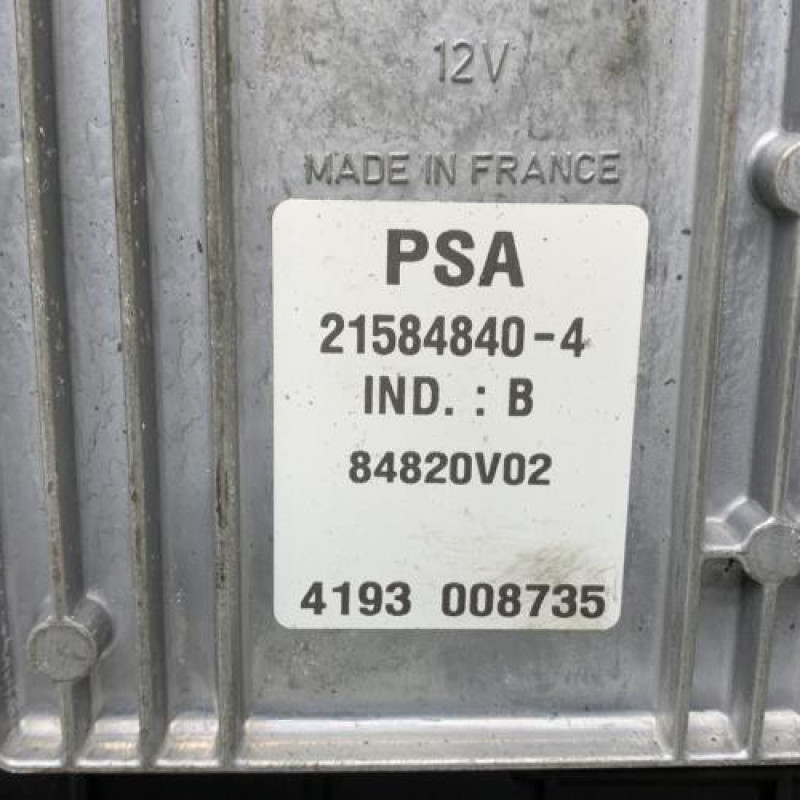 12V
MADE IN FRANCE
PSA
21584840-4
IND. : B
84820V02
4193 008735